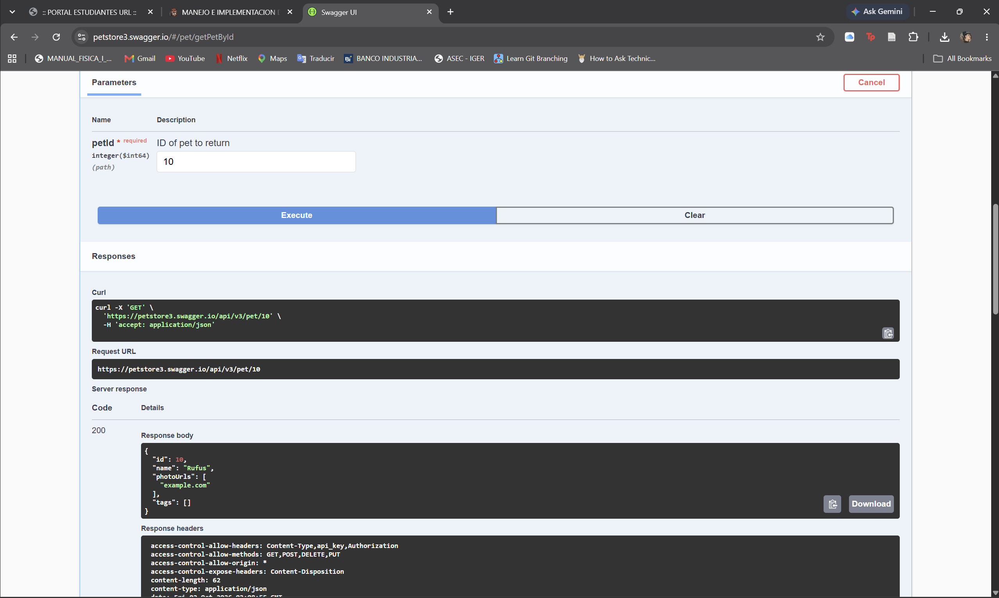 :: PORTAL ESTUDIANTES URL ::
MANEJO E IMPLEMENTACION
Swagger UI
Ask Gemini
petstore3.swagger.io/#/pet/getPetById
MANUAL_FISICA_I_...
Gmail
YouTube
Netflix
Maps
Traducir
BANCO INDUSTRIA...
ASEC - IGER
Learn Git Branching
How to Ask Technic...
All Bookmarks
Parameters
Cancel
Name
Description
petId * required
ID of pet to return
integer($int64)
(path)
10
Execute
Clear
Responses
Curl
curl -X 'GET' \
'https://petstore3.swagger.io/api/v3/pet/10' \
-H 'accept: application/json'
Request URL
https://petstore3.swagger.io/api/v3/pet/10
Server response
Code
Details
200
Response body
{
"id": 10,
"name": "Rufus",
"photoUrls": [
"example.com"
],
"tags": []
}
Download
Response headers
access-control-allow-headers: Content-Type,api_key,Authorization
access-control-allow-methods: GET,POST,DELETE,PUT
access-control-allow-origin: *
access-control-expose-headers: Content-Disposition
content-length: 62
content-type: application/json